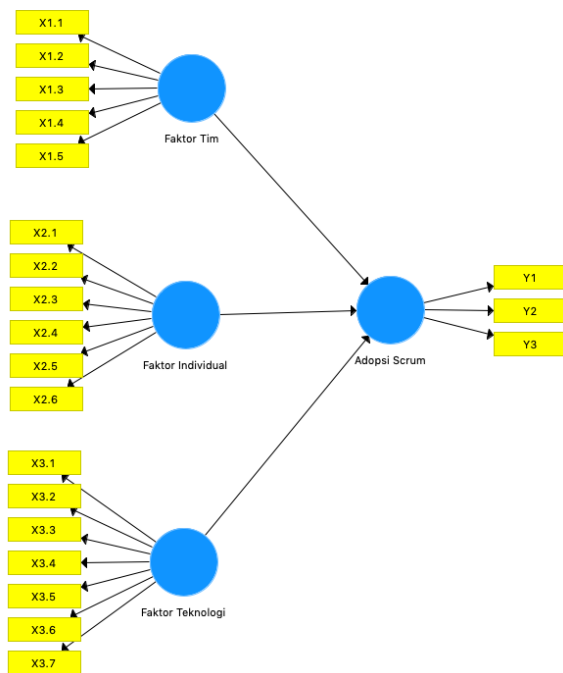 X1.1
X1.2
X1.3
X1.4
X1.5
Faktor Tim
X2.1
X2.2
X2.3
X2.4
X2.5
X2.6
Faktor Individual
Y1
Y2
Y3
Adopsi Scrum
X3.1
X3.2
X3.3
X3.4
X3.5
X3.6
X3.7
Faktor Teknologi